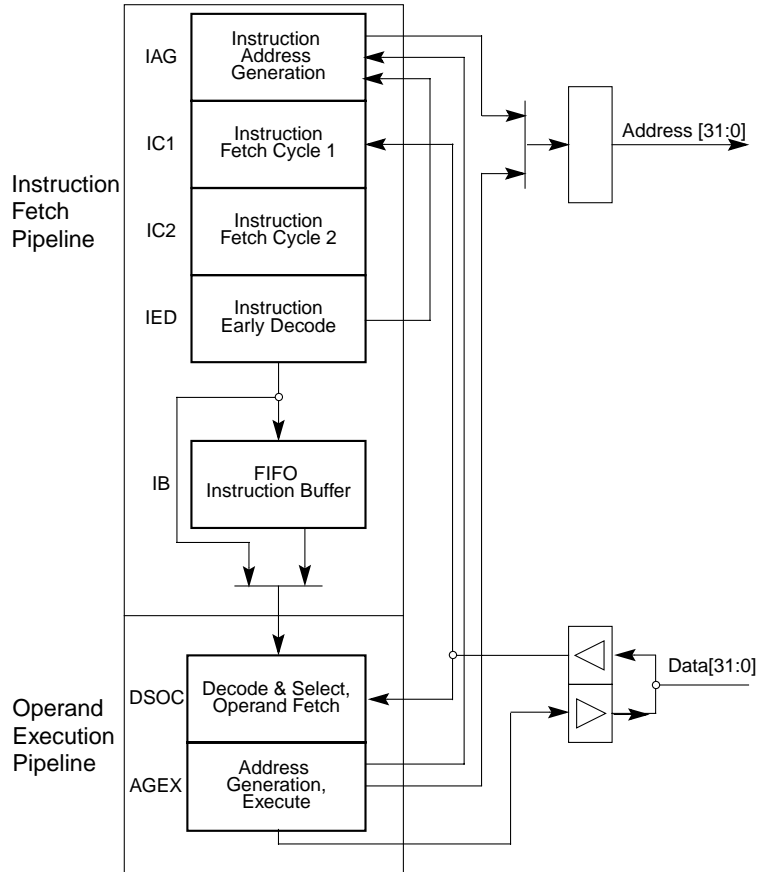 IAG
Instruction
Address
Generation
Address [31:0]
IC1
Instruction
Fetch Cycle 1
Instruction
Fetch
Pipeline
IC2
Instruction
Fetch Cycle 2
IED
Instruction
Early Decode
IB
FIFO
Instruction Buffer
Data[31:0]
DSOC
Decode & Select,
Operand Fetch
Operand
Execution
Pipeline
AGEX
Address
Generation,
Execute